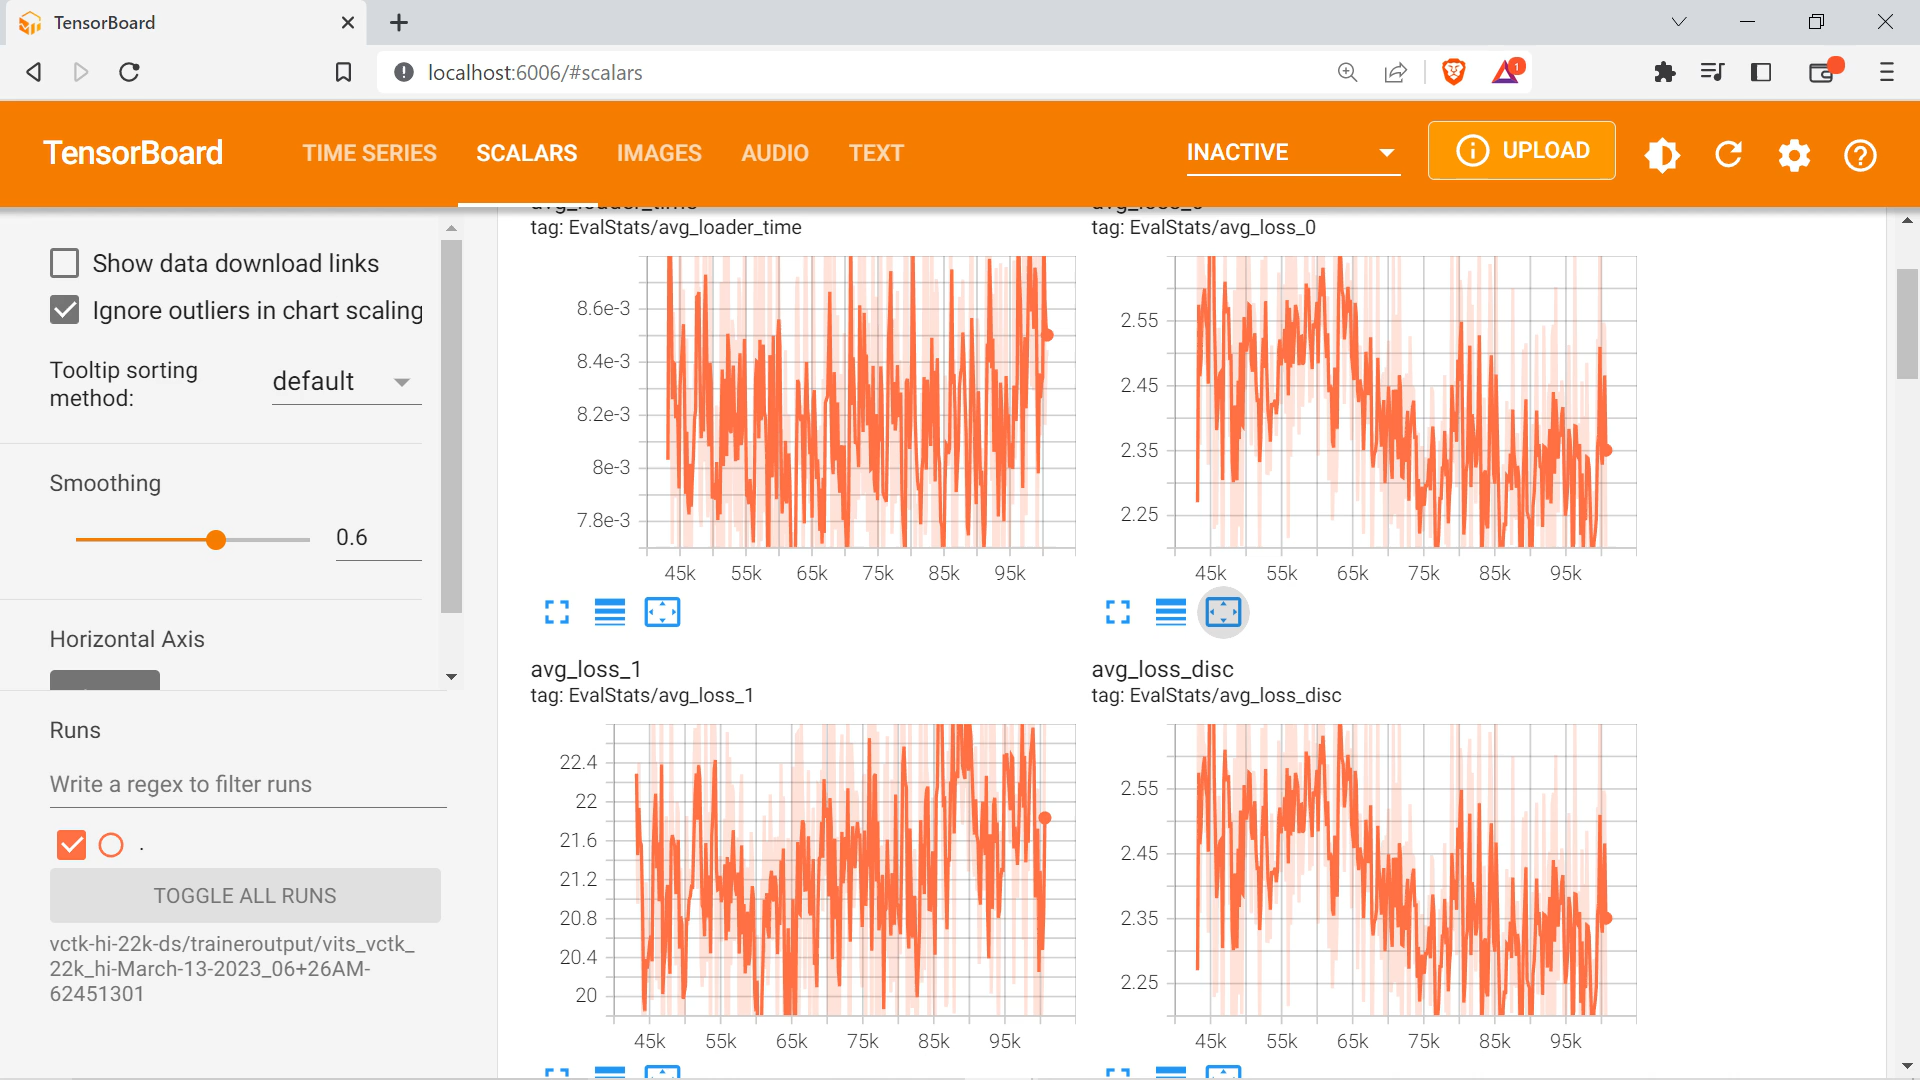 TensorBoard
localhost:6006/#scalars
1
TensorBoard
TIME SERIES
SCALARS
IMAGES
AUDIO
TEXT
INACTIVE
UPLOAD
Show data download links
Ignore outliers in chart scaling
Tooltip sorting
method:
default
Smoothing
0.6
Horizontal Axis
Runs
Write a regex to filter runs
.
TOGGLE ALL RUNS
vctk-hi-22k-ds/traineroutput/vits_vctk_
22k_hi-March-13-2023_06+26AM-
62451301
avg_loader_time
tag: EvalStats/avg_loader_time
8.6e-3
8.4e-3
8.2e-3
8e-3
7.8e-3
45k 55k 65k 75k 85k 95k
avg_loss_0
tag: EvalStats/avg_loss_0
2.55
2.45
2.35
2.25
45k 55k 65k 75k 85k 95k
avg_loss_1
tag: EvalStats/avg_loss_1
22.4
22
21.6
21.2
20.8
20.4
20
45k 55k 65k 75k 85k 95k
avg_loss_disc
tag: EvalStats/avg_loss_disc
2.55
2.45
2.35
2.25
45k 55k 65k 75k 85k 95k